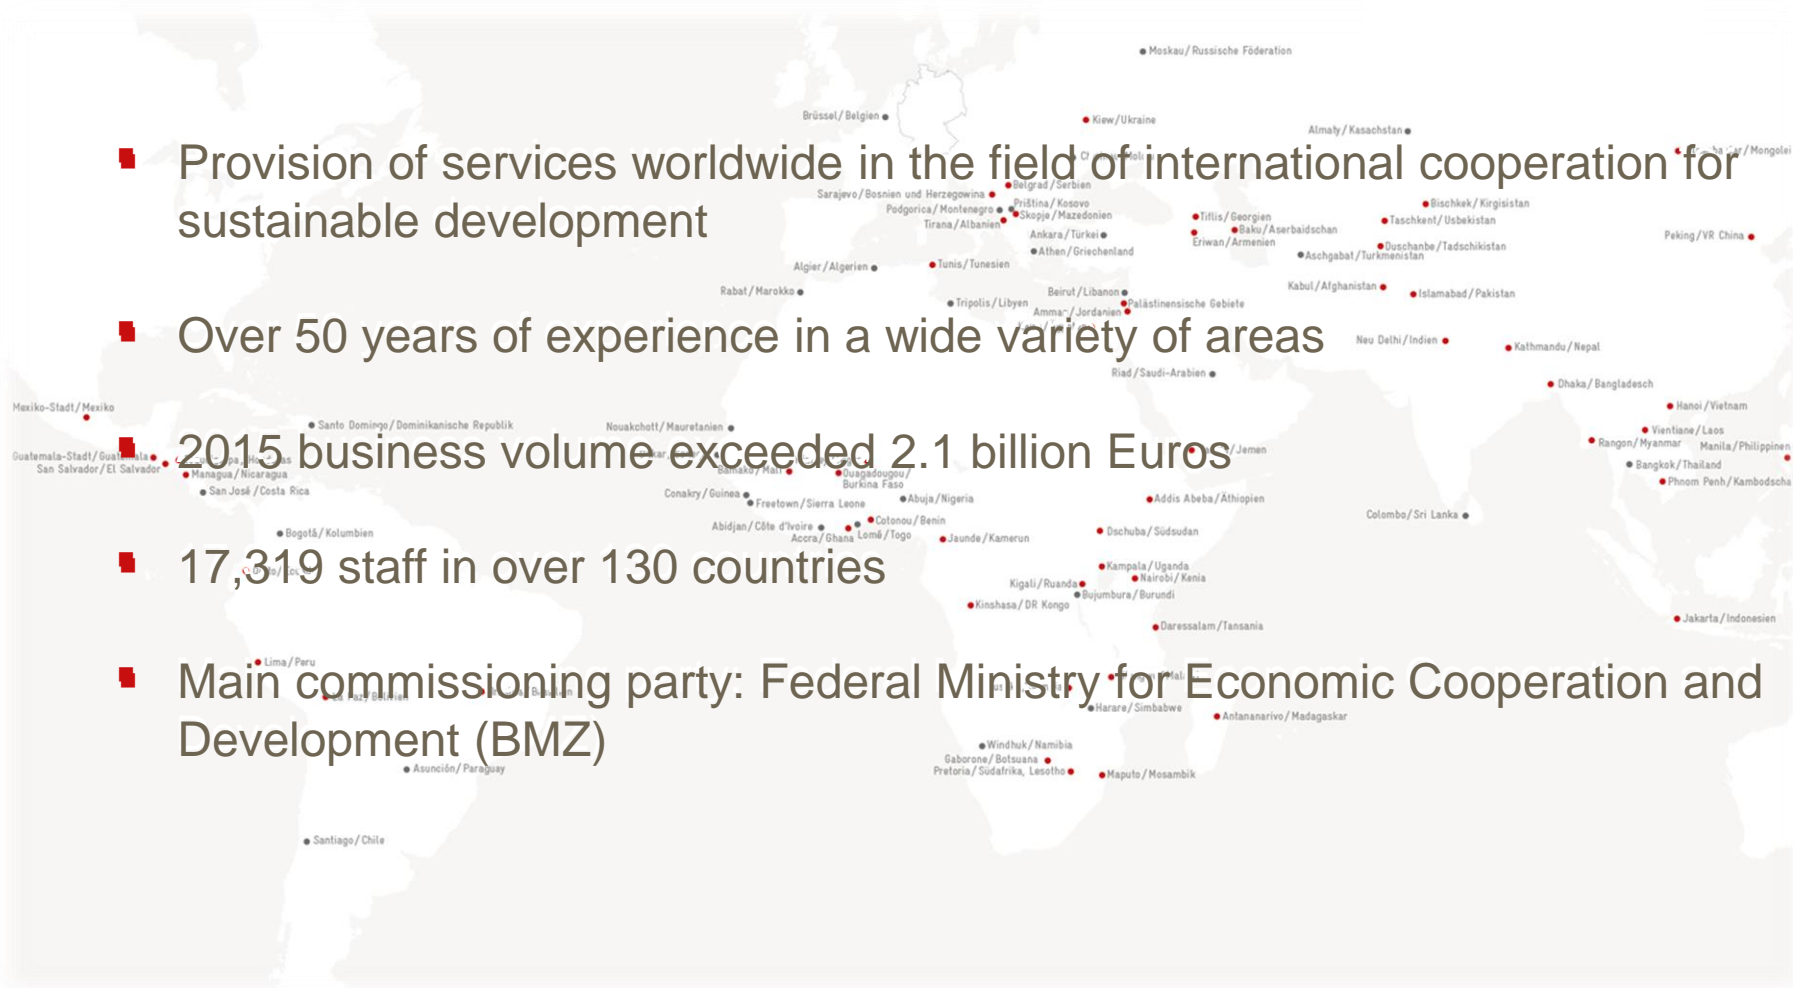 Moskau/Russische Föderation
Brüssel/Belgien
Kiew/Ukraine
Almaty/Kasachstan
Provision of services worldwide in the field of international cooperation for
sustainable development
/Mongolei
Belgrad/Serbien
Sarajevo/Bosnien und Herzegowina
Priština/Kosovo
Bischkek/Kirgisistan
Podgorica/Montenegro
Skopje/Mazedonien
Tiflis/Georgien
Taschkent/Usbekistan
Tirana/Albanien
Baku/Aserbaidschan
Ankara/Türkei
Eriwan/Armenien
Peking/VR China
Duschanbe/Tadschikistan
Athen/Griechenland
Aschgabat/Turkmenistan
Algier/Algerien
Tunis/Tunesien
Kabul/Afghanistan
Rabat/Marokko
Beirut/Libanon
Islamabad/Pakistan
Tripolis/Libyen
Palästinensische Gebiete
Amman/Jordanien
Over 50 years of experience in a wide variety of areas
Neu Delhi/Indien
Kathmandu/Nepal
Riad/Saudi-Arabien
Dhaka/Bangladesch
Mexiko-Stadt/Mexiko
Hanoi/Vietnam
Santo Domingo/Dominikanische Republik
Nouakchott/Mauretanien
Vientiane/Laos
Rangon/Myanmar
Manila/Philippinen
2015 business volume exceeded 2.1 billion Euros
/Jemen
Guatemala-Stadt/Guatemala
San Salvador/El Salvador
Bangkok/Thailand
Managua/Nicaragua
Bamako/Mali
Ouagadougou/
Burkina Faso
Phnom Penh/Kambodscha
San José/Costa Rica
Conakry/Guinea
Freetown/Sierra Leone
Abuja/Nigeria
Addis Abeba/Äthiopien
Colombo/Sri Lanka
Bogotá/Kolumbien
Abidjan/Côte d'Ivoire
Cotonou/Benin
Accra/Ghana
Lomé/Togo
Jaunde/Kamerun
Dschuba/Südsudan
17,319 staff in over 130 countries
Kampala/Uganda
Kigali/Ruanda
Nairobi/Kenia
Bujumbura/Burundi
Kinshasa/DR Kongo
Jakarta/Indonesien
Daressalam/Tansania
Lima/Peru
Main commissioning party: Federal Ministry for Economic Cooperation and
Development (BMZ)
La Paz/Bolivien
Harare/Simbabwe
Antananarivo/Madagaskar
Windhuk/Namibia
Gaborone/Botsuana
Pretoria/Südafrika, Lesotho
Maputo/Mosambik
Asunción/Paraguay
Santiago/Chile